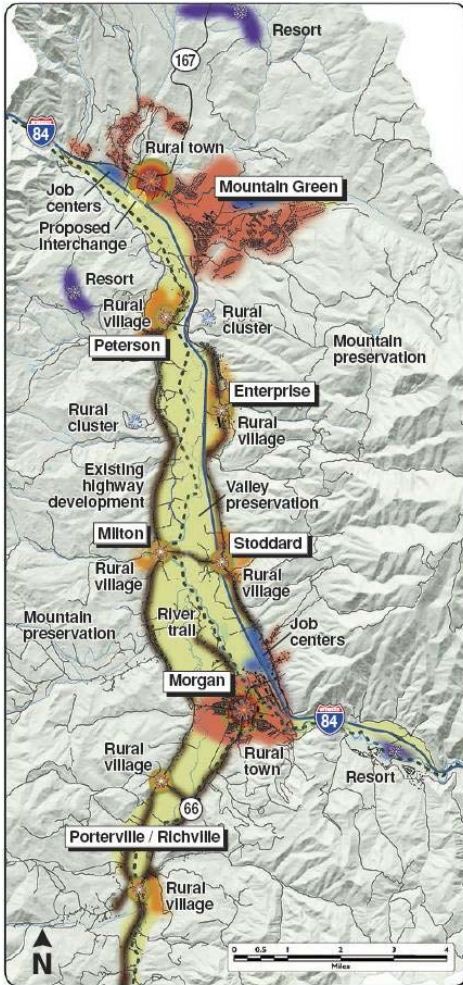 Resort
167
84
Rural town
Mountain Green
Job
centers
Proposed
Interchange
Resort
Rural
village
Rural
cluster
Peterson
Mountain
preservation
Enterprise
Rural
cluster
Rural
village
Existing
highway
development
Valley
preservation
Milton
Stoddard
Rural
village
Rural
village
Mountain
preservation
River
trail
Job
centers
Morgan
84
Rural
town
Resort
Rural
village
66
Porterville / Richville
Rural
village
N
0 0.5 1 2 3 4
Miles